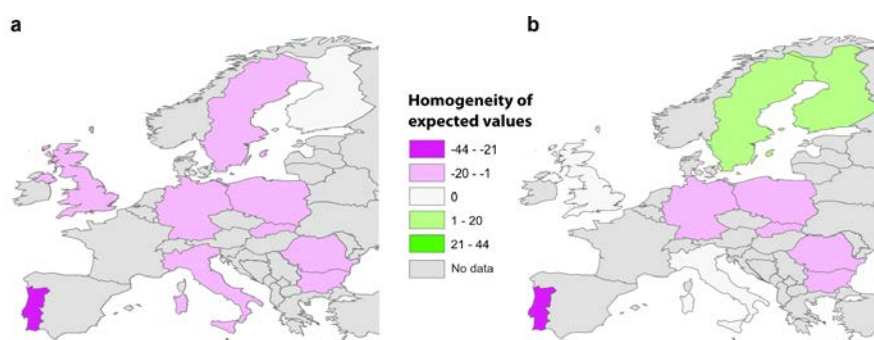 a
b
Homogeneity of
expected values
-44 - -21
-20 - -1
0
1 - 20
21 - 44
No data